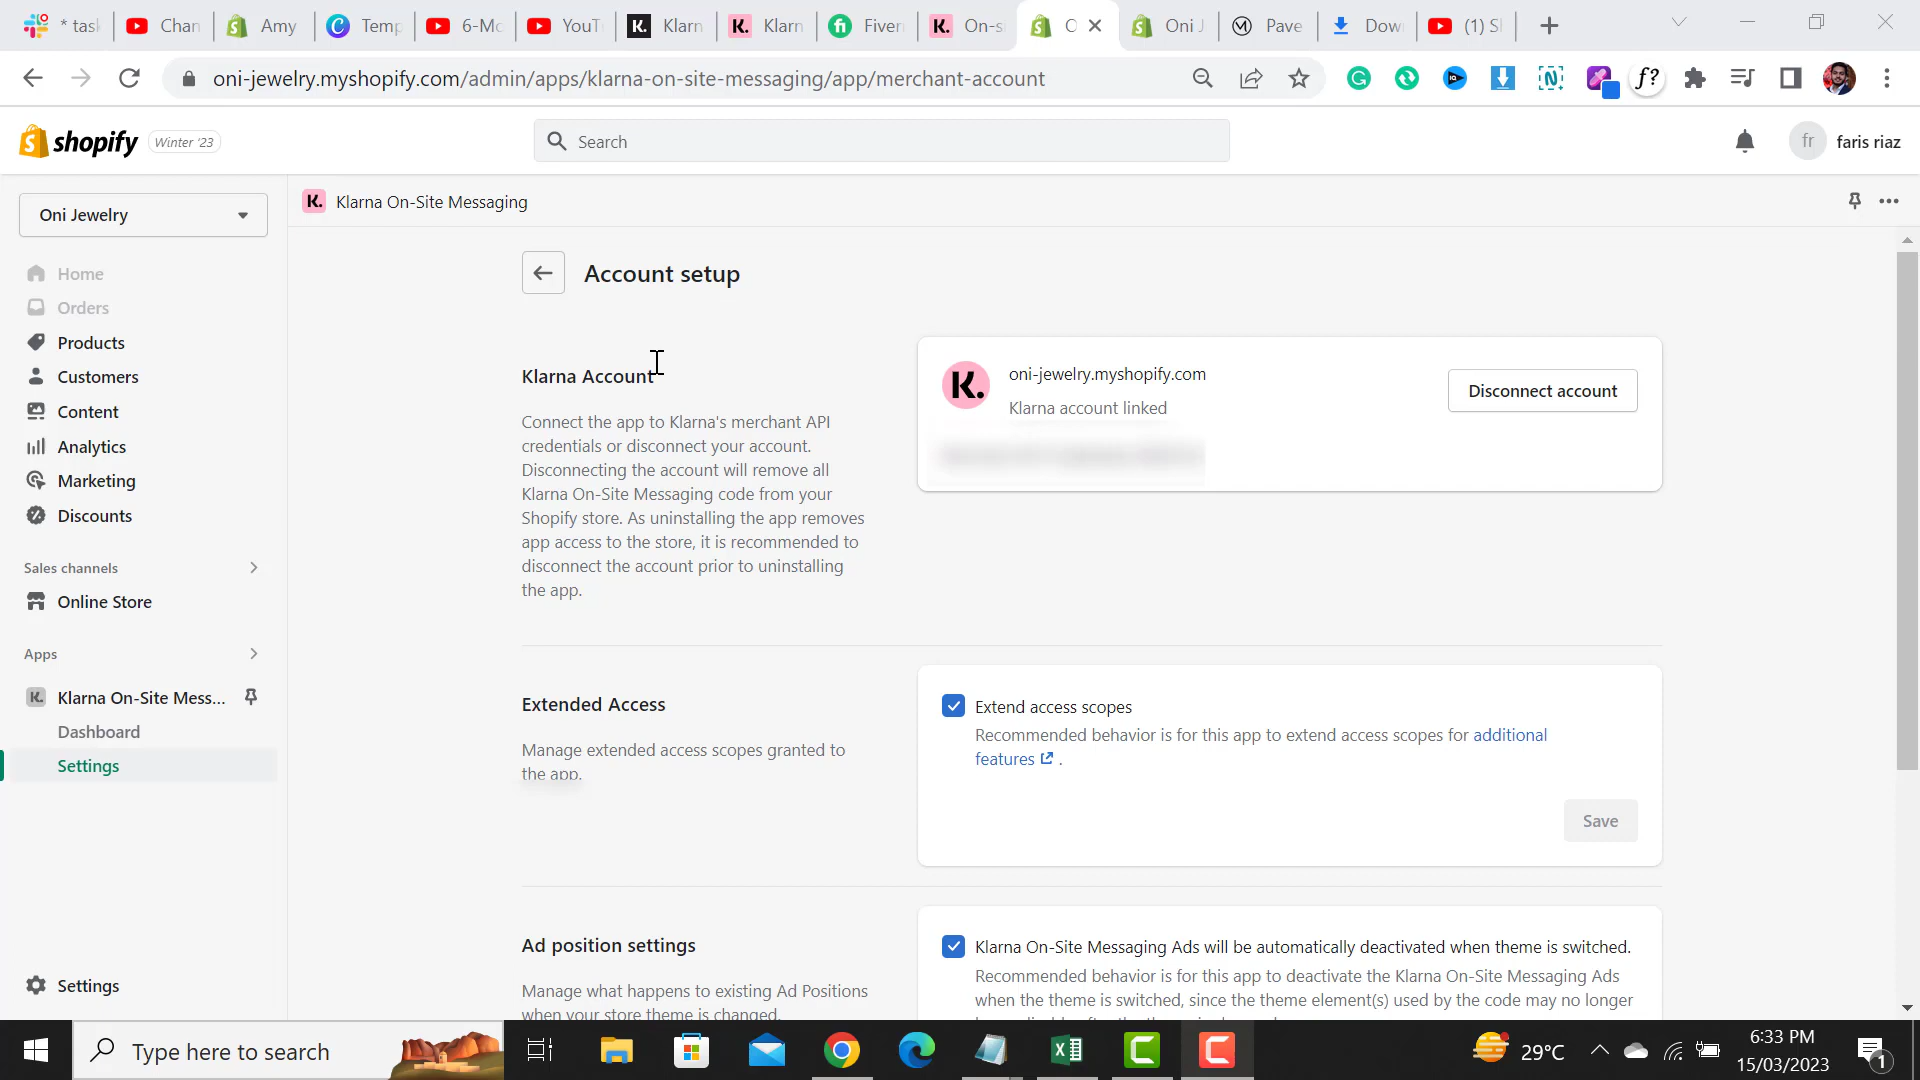 * task
Chan
Amy
Temp
6-Mo
YouT
Klarn
Klarn
Fiver
On-s
Oni J
Pave
Dow
(1) S
oni-jewelry.myshopify.com/admin/apps/klarna-on-site-messaging/app/merchant-account
shopify
Winter '23
Search
fr
faris riaz
Oni Jewelry
K. Klarna On-Site Messaging
Home
Orders
Products
Customers
Content
Analytics
Marketing
Discounts
Sales channels
Online Store
Apps
K. Klarna On-Site Mess...
Dashboard
Settings
Settings
Account setup
Klarna Account
Connect the app to Klarna's merchant API
credentials or disconnect your account.
Disconnecting the account will remove all
Klarna On-Site Messaging code from your
Shopify store. As uninstalling the app removes
app access to the store, it is recommended to
disconnect the account prior to uninstalling
the app.
K.
oni-jewelry.myshopify.com
Klarna account linked
Disconnect account
Extended Access
Manage extended access scopes granted to
the app.
Extend access scopes
Recommended behavior is for this app to extend access scopes for additional
features .
Save
Ad position settings
Manage what happens to existing Ad Positions
when your store theme is changed.
Klarna On-Site Messaging Ads will be automatically deactivated when theme is switched.
Recommended behavior is for this app to deactivate the Klarna On-Site Messaging Ads
when the theme is switched, since the theme element(s) used by the code may no longer
Type here to search
29°C
6:33 PM
15/03/2023
1